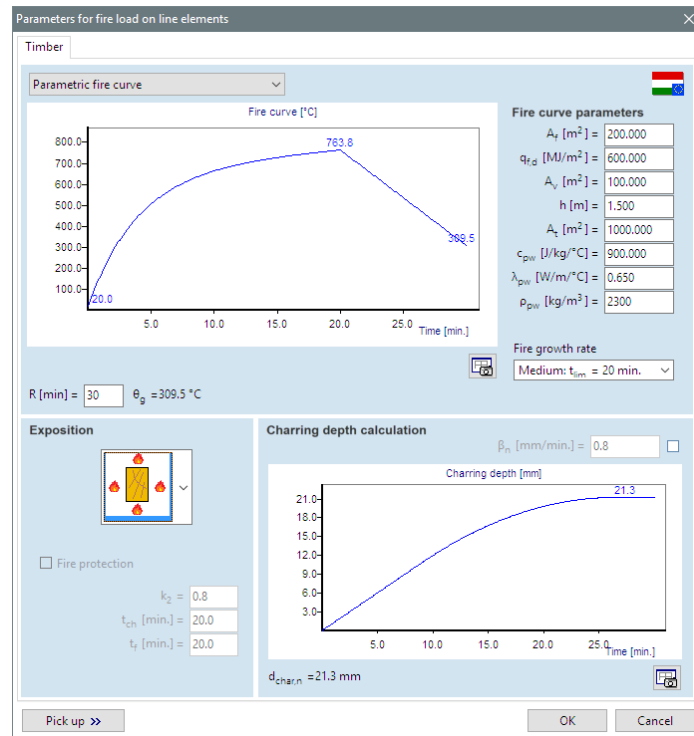 Parameters for fire load on line elements
Timber
Parametric fire curve
Fire curve [°C]
800.0
700.0
600.0
500.0
400.0
300.0
200.0
100.0
763.8
309.5
20.0
5.0 10.0 15.0 20.0 25.0 Time [min.]
R [min] = 30 θg =309.5 °C
Fire curve parameters
Af [m2] = 200.000
qf,d [MJ/m2] = 600.000
Av [m2] = 100.000
h [m] = 1.500
At [m2] = 1000.000
cpw [J/kg/°C] = 900.000
λpw [W/m/°C] = 0.650
ρpw [kg/m3] = 2300
Fire growth rate
Medium: tlim = 20 min.
Exposition
Fire protection
k2 = 0.8
tch [min.] = 20.0
tf [min.] = 20.0
Charring depth calculation
βn [mm/min.] = 0.8
Charring depth [mm]
21.0
18.0
15.0
12.0
9.0
6.0
3.0
21.3
5.0 10.0 15.0 20.0 25.0 Time [min.]
dchar,n =21.3 mm
Pick up »
OK Cancel